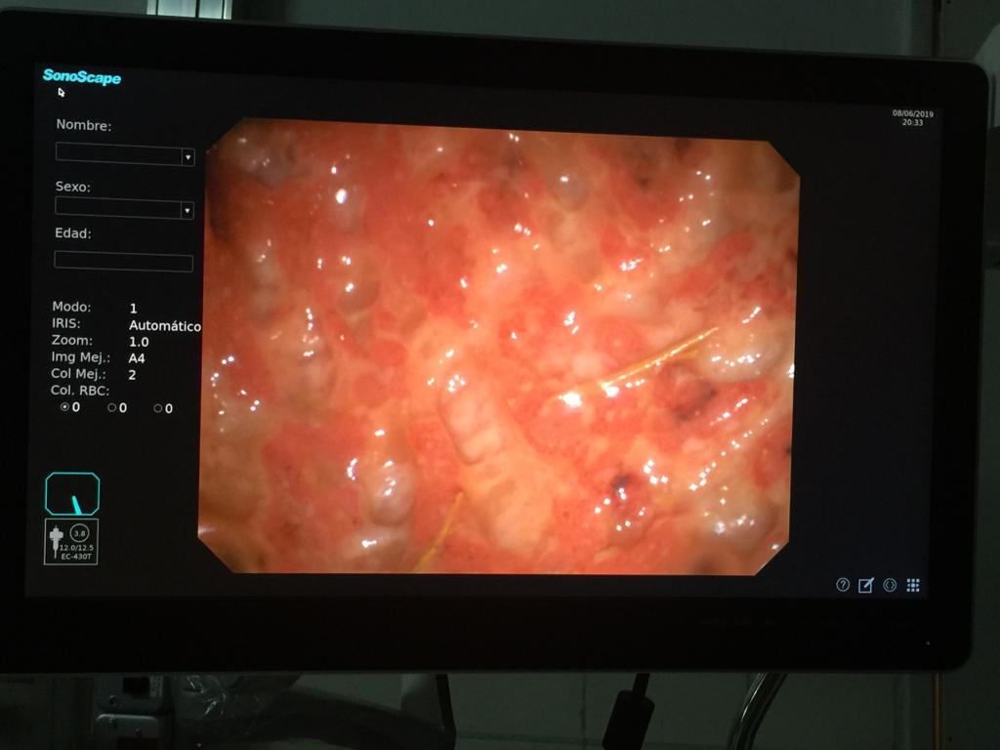 SonoScape
08/06/2019
20:33
Nombre:
Sexo:
Edad:
Modo: 1
IRIS: Automático
Zoom: 1.0
Img Mej.: A4
Col Mej.: 2
Col. RBC:
0 0 0
3.8
12.0/12.5
EC-430T
?